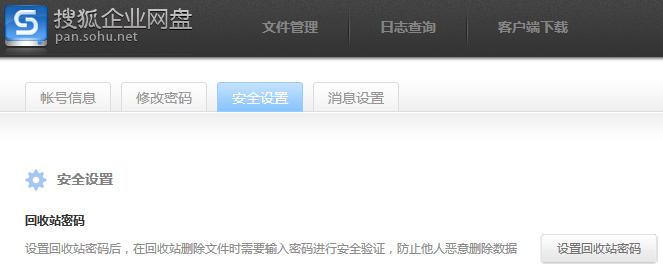 搜狐企业网盘
pan.sohu.net
文件管理 日志查询 客户端下载
帐号信息 修改密码 安全设置 消息设置
安全设置
回收站密码
设置回收站密码后，在回收站删除文件时需要输入密码进行安全验证，防止他人恶意删除数据 设置回收站密码